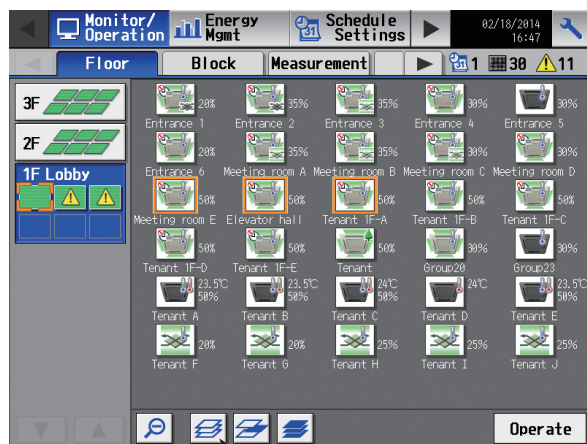 Monitor/
Operation
Energy
Mgmt
31
Schedule
Settings
02/18/2014
16:47
Floor
Block
Measurement
31 1
30
11
3F
2F
1F Lobby
20% 35% 35% 30% 30%
Entrance 1 Entrance 2 Entrance 3 Entrance 4 Entrance 5
20% 35% 35% 30% 30%
Entrance 6 Meeting room A Meeting room B Meeting room C Meeting room D
50% 50% 50% 50% 50%
Meeting room E Elevator hall Tenant 1F-A Tenant 1F-B Tenant 1F-C
50% 50% 50% 30% 30%
Tenant 1F-D Tenant 1F-E Tenant Group20 Group23
23.5℃ 23.5℃ 24℃ 24℃ 23.5℃
50% 50% 50% 50%
Tenant A Tenant B Tenant C Tenant D Tenant E
20% 20% 25% 25% 25%
Tenant F Tenant G Tenant H Tenant I Tenant J
Operate